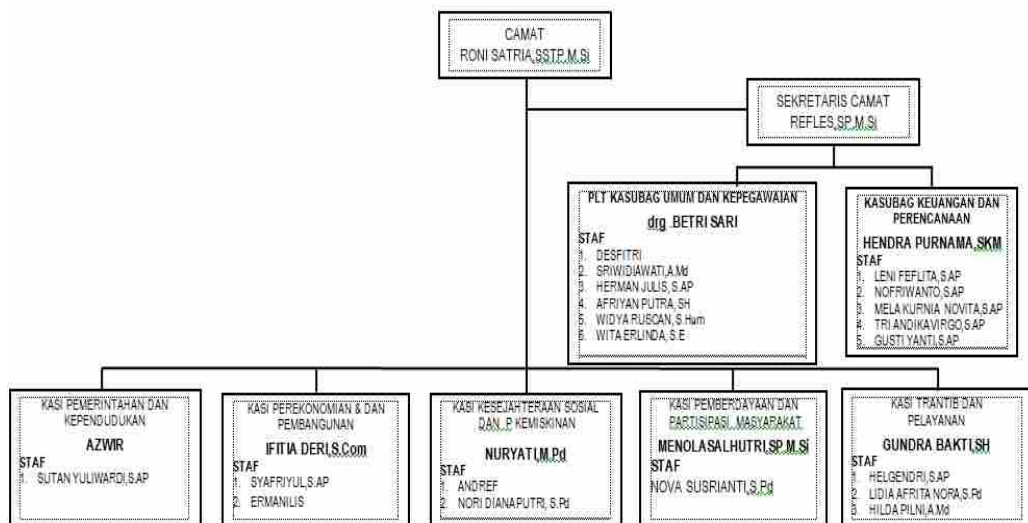 CAMAT
RONI SATRIA,SSTP,M.Si
SEKRETARIS CAMAT
REFLES,SP,M.Si
PLT KASUBAG UMUM DAN KEPEGAWAIAN
drg .BETRI SARI
STAF
1. DESFITRI
2. SRIWIDIAWATI,A.Md
3. HERMAN JULIS, S.AP
4. AFRIYAN PUTRA, SH
5. WIDYA RUSCAN, S.Hum
6. WITA ERLINDA, S.E
KASUBAG KEUANGAN DAN
PERENCANAAN
HENDRA PURNAMA,SKM
STAF
1. LENI FEFLITA,S.AP
2. NOFRIWANTO,S.AP
3. MELA KURNIA NOVITA,S.AP
4. TRI ANDIKAVIRGO,S.AP
5. GUSTI YANTI,S.AP
KASI PEMERINTAHAN DAN
KEPENDUDUKAN
AZWIR
STAF
1. SUTAN YULIWARDI,S.AP
KASI PEREKONOMIAN & DAN
PEMBANGUNAN
IFITIA DERI,S.Com
STAF
1. SYAFRIYUL,S.AP
2. ERMANILIS
KASI KESEJAHTERAAN SOSIAL
DAN P KEMISKINAN
NURYATI,M.Pd
STAF
1. ANDREF
2. NORI DIANAPUTRI, S.Pd
KASI PEMBERDAYAAN DAN
PARTISIPASI MASYARAKAT
MENOLASALHUTRI,SP,M.Si
STAF
NOVA SUSRIANTI,S.Pd
KASI TRANTIB DAN
PELAYANAN
GUNDRA BAKTI,SH
STAF
1. HELGENDRI,S.AP
2. LIDIA AFRITA NORA,S.Pd
3. HILDA PILNI,A.Md